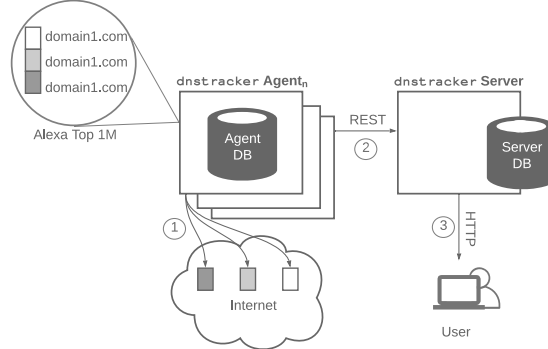 domain1.com
domain1.com
domain1.com
Alexa Top 1M
dnstracker Agentn
Agent
DB
REST
2
dnstracker Server
Server
DB
1
3
HTTP
Internet
User